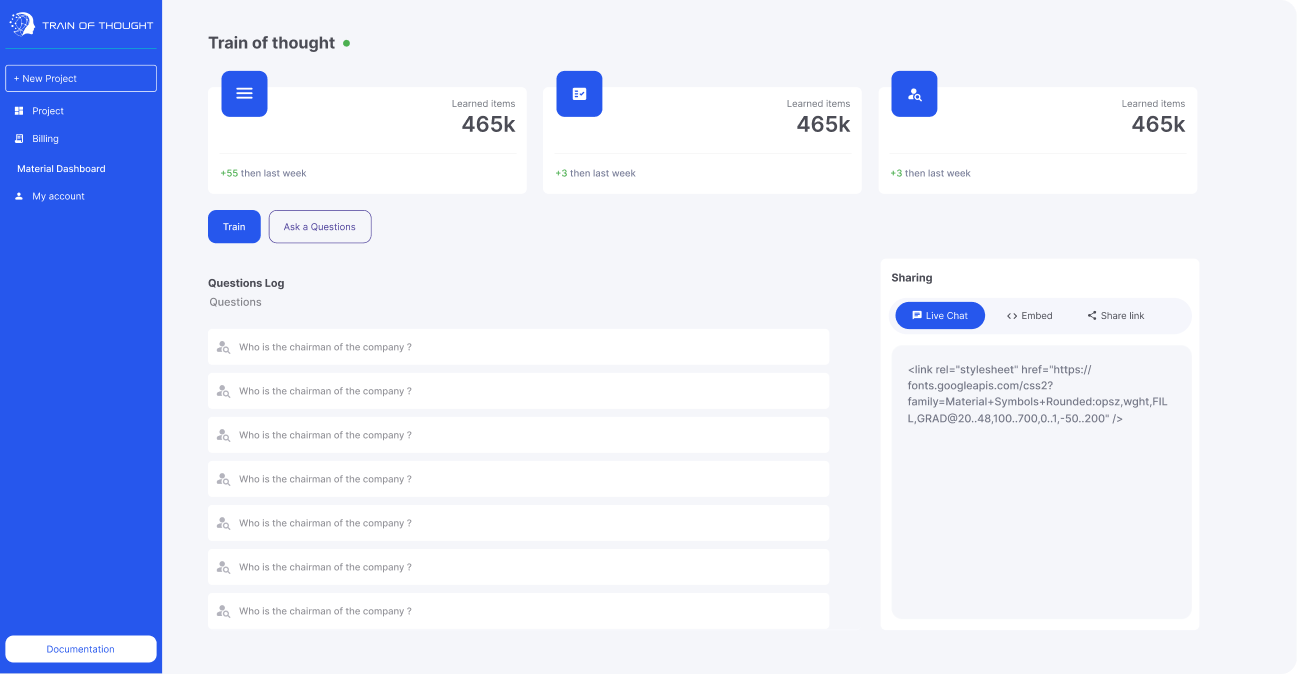 TRAIN OF THOUGHT
+ New Project
Project
Billing
Material Dashboard
My account
Documentation
Train of thought
Learned items
465k
+55 then last week
Learned items
465k
+3 then last week
Learned items
465k
+3 then last week
Train
Ask a Questions
Questions Log
Questions
Who is the chairman of the company ?
Who is the chairman of the company ?
Who is the chairman of the company ?
Who is the chairman of the company ?
Who is the chairman of the company ?
Who is the chairman of the company ?
Who is the chairman of the company ?
Sharing
Live Chat
Embed
Share link
<link rel="stylesheet" href="https://
fonts.googleapis.com/css2?
family=Material+Symbols+Rounded:opsz,wght,FIL
L,GRAD@20..48,100..700,0..1,-50..200" />